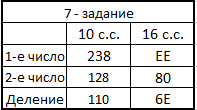 7 - задание
10 с.с. 16 с.с.
1-е число 238 EE
2-е число 128 80
Деление 110 6E